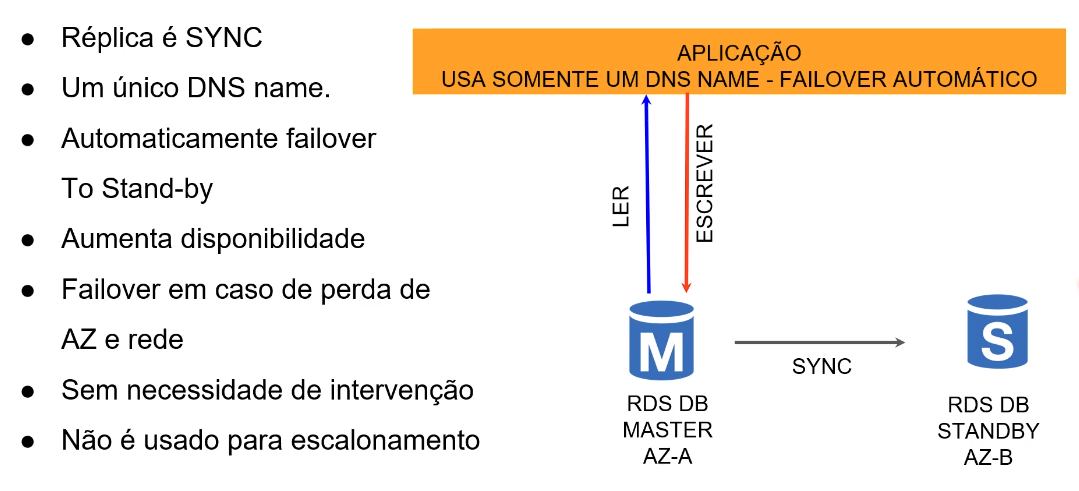 ● Réplica é SYNC
● Um único DNS name.
● Automaticamente failover
To Stand-by
● Aumenta disponibilidade
● Failover em caso de perda de
AZ e rede
● Sem necessidade de intervenção
● Não é usado para escalonamento
APLICAÇÃO
USA SOMENTE UM DNS NAME - FAILOVER AUTOMÁTICO
LER
ESCREVER
M
SYNC
S
RDS DB
MASTER
AZ-A
RDS DB
STANDBY
AZ-B